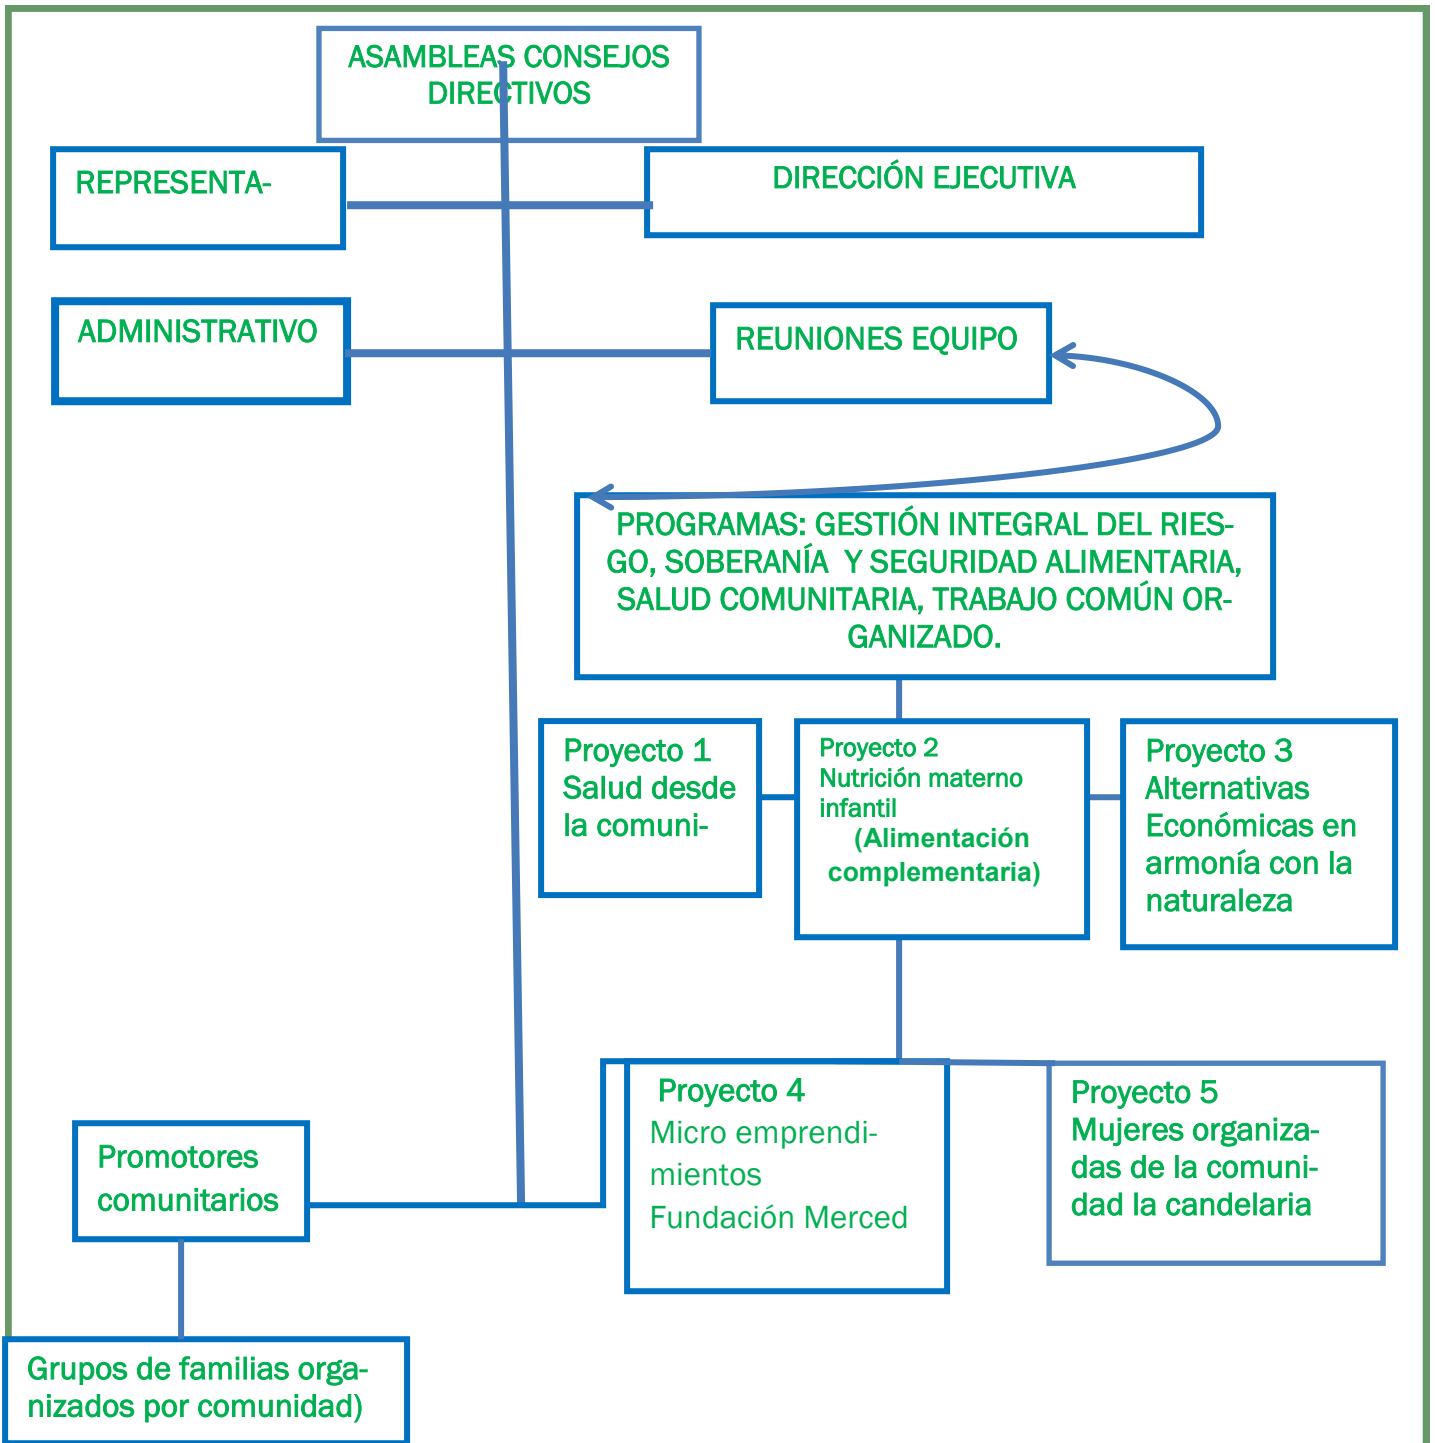 ASAMBLEAS CONSEJOS
DIRECTIVOS
REPRESENTA-
DIRECCIÓN EJECUTIVA
ADMINISTRATIVO
REUNIONES EQUIPO
PROGRAMAS: GESTIÓN INTEGRAL DEL RIES-
GO, SOBERANÍA Y SEGURIDAD ALIMENTARIA,
SALUD COMUNITARIA, TRABAJO COMÚN OR-
GANIZADO.
Proyecto 1
Salud desde
la comuni-
Proyecto 2
Nutrición materno
infantil
(Alimentación
complementaria)
Proyecto 3
Alternativas
Económicas en
armonía con la
naturaleza
Proyecto 4
Micro emprendi-
mientos
Fundación Merced
Proyecto 5
Mujeres organiza-
das de la comuni-
dad la candelaria
Promotores
comunitarios
Grupos de familias orga-
nizados por comunidad)